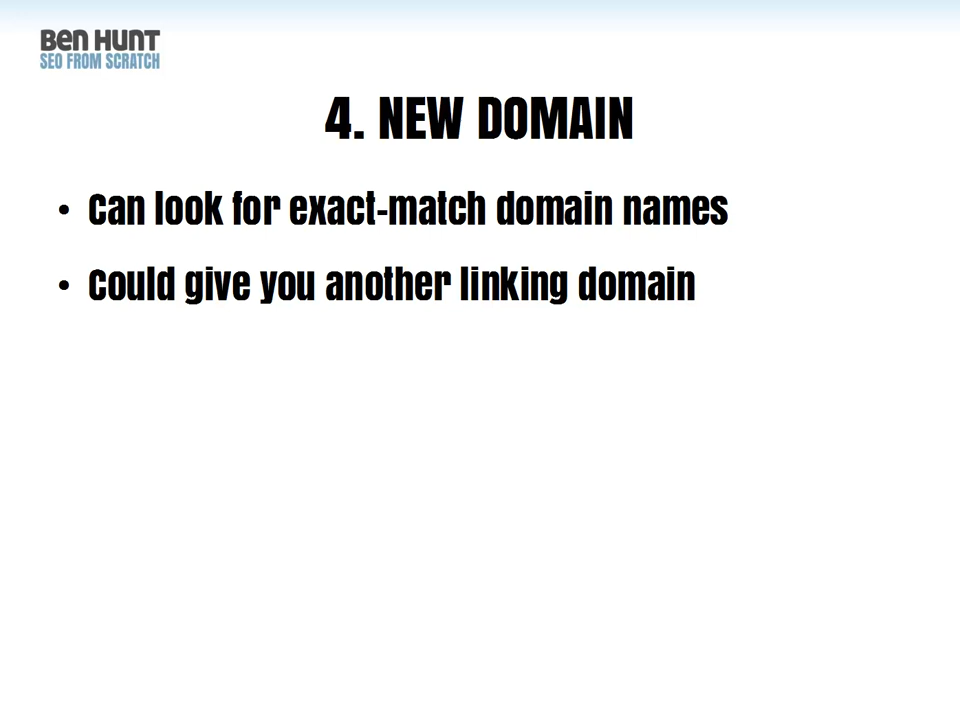 Ben Hunt
SEO FROM SCRATCH
4. NEW DOMAIN
• Can look for exact-match domain names
• Could give you another linking domain